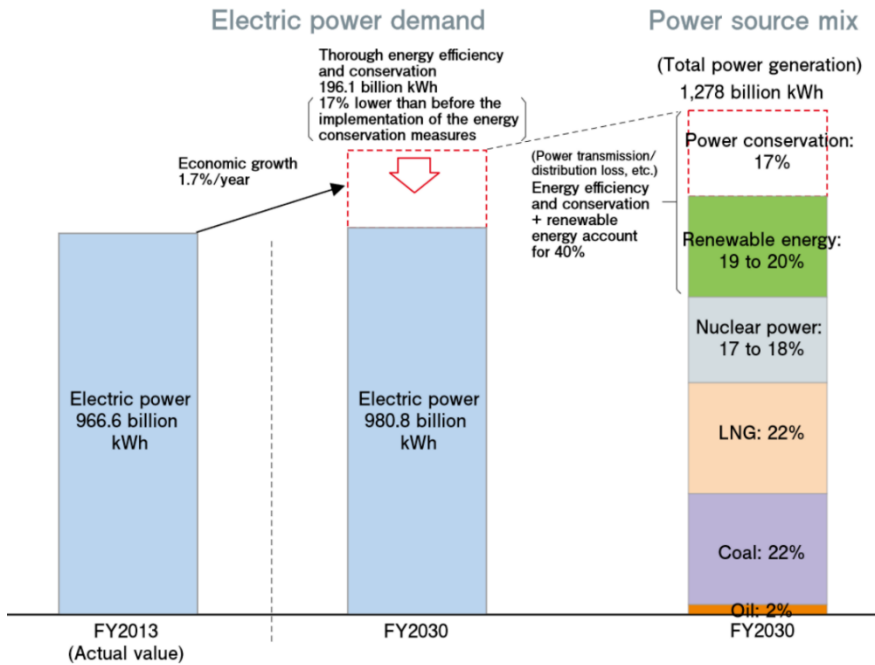 Electric power demand
Power source mix
Thorough energy efficiency
and conservation
196.1 billion kWh
17% lower than before the
implementation of the energy
conservation measures
Economic growth
1.7%/year
(Total power generation)
1,278 billion kWh
(Power transmission/
distribution loss, etc.)
Energy efficiency
and conservation
+ renewable
energy account
for 40%
Power conservation:
17%
Renewable energy:
19 to 20%
Nuclear power:
17 to 18%
LNG: 22%
Coal: 22%
Oil: 2%
Electric power
966.6 billion
kWh
Electric power
980.8 billion
kWh
FY2013
(Actual value)
FY2030
FY2030